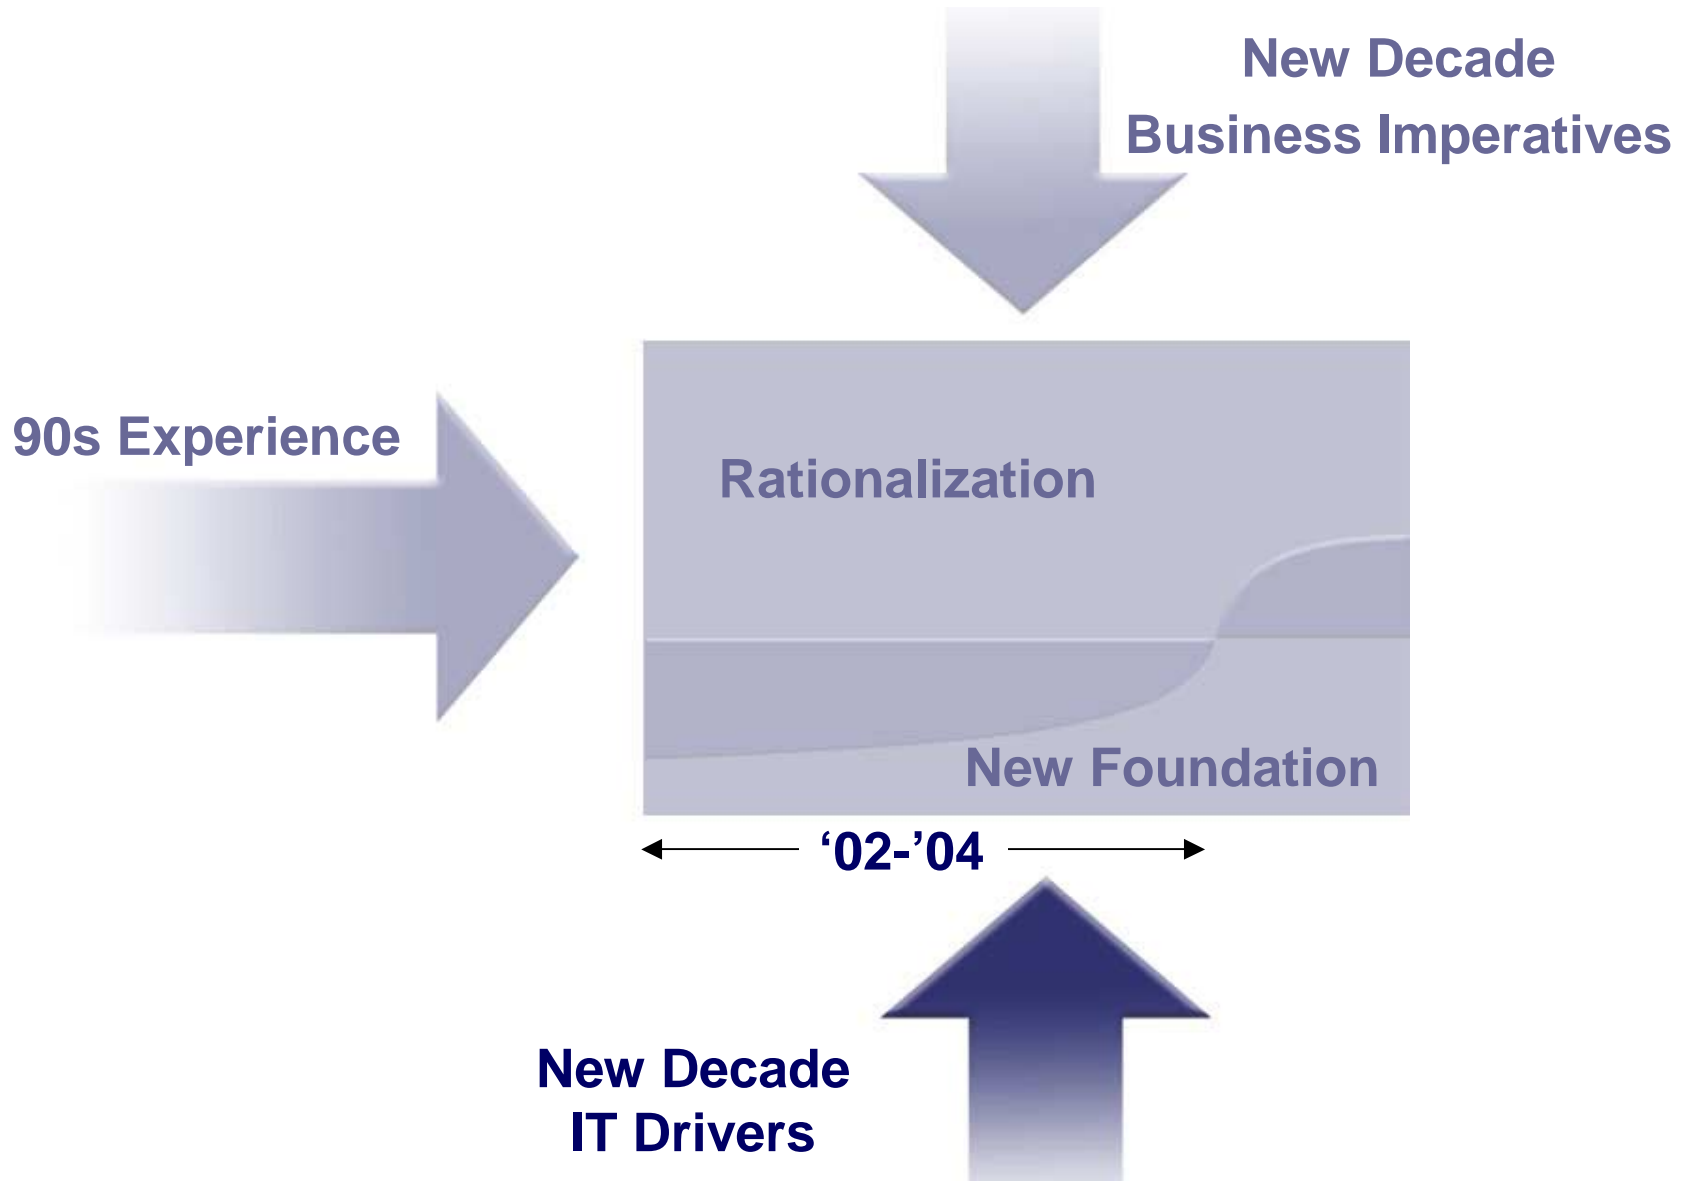 New Decade
Business Imperatives
90s Experience
Rationalization
New Foundation
‘02-’04
New Decade
IT Drivers